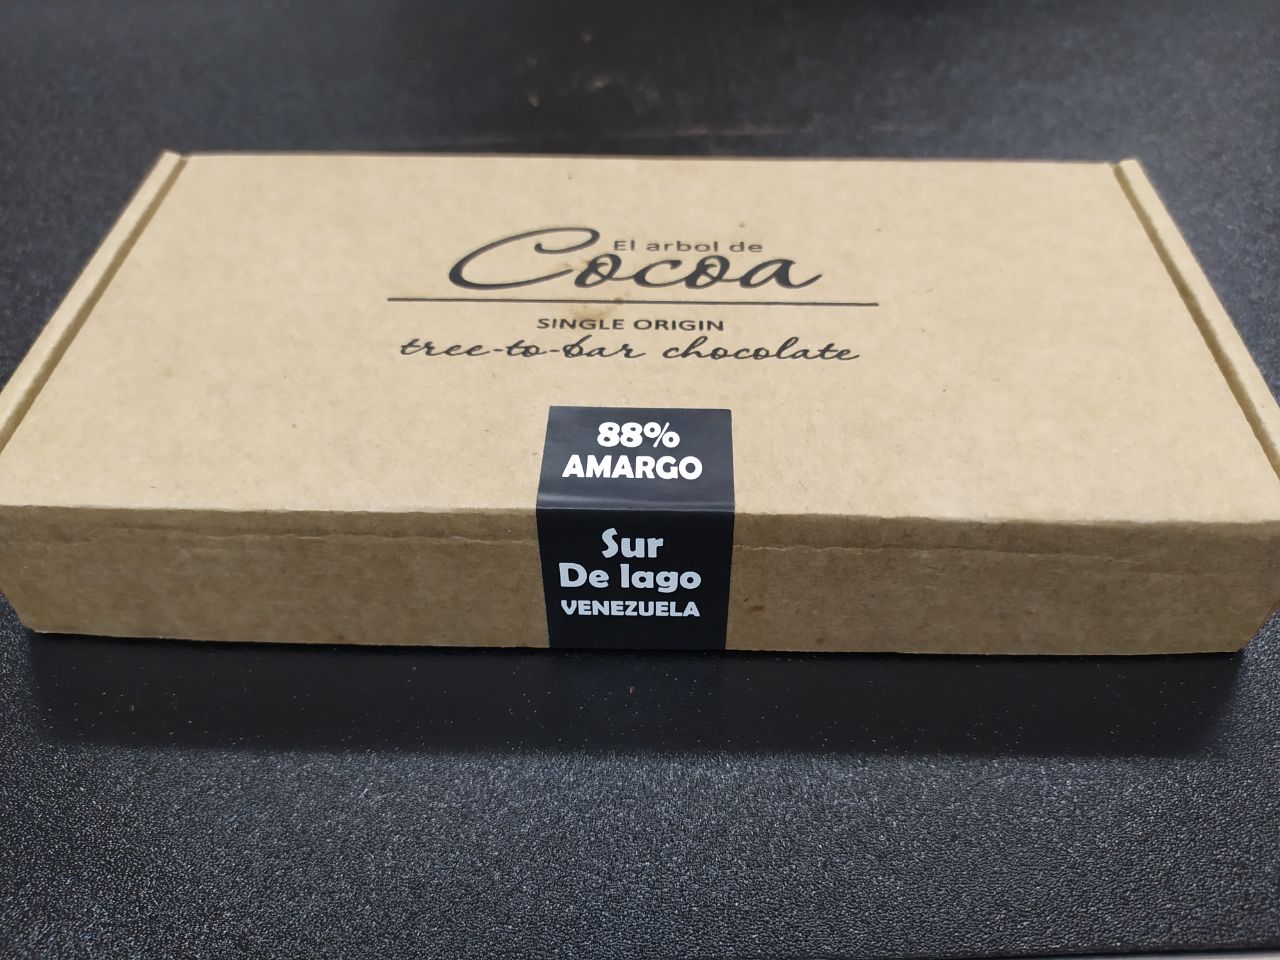 El arbol de
Cocoa
SINGLE ORIGIN
tree-to-bar chocolate
88%
AMARGO
Sur
De lago
VENEZUELA